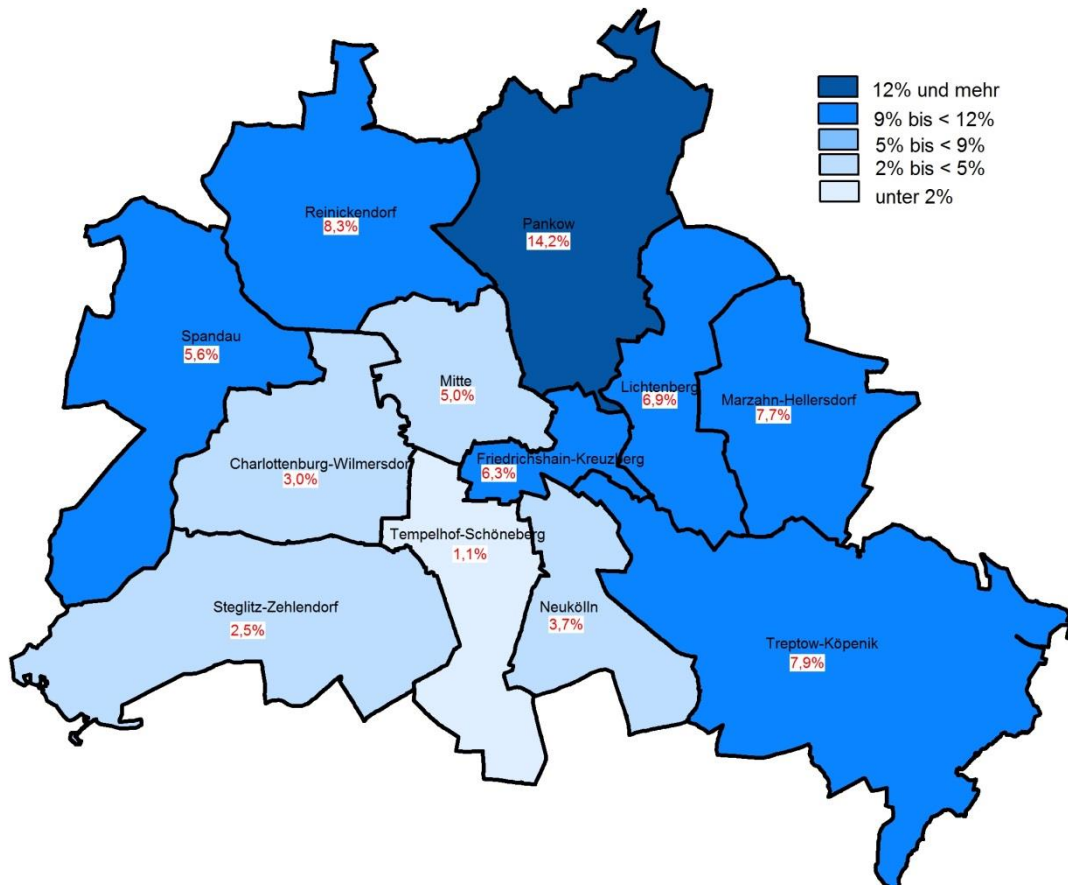 12% und mehr
9% bis < 12%
5% bis < 9%
2% bis < 5%
unter 2%
Reinickendorf
8,3%
Pankow
14,2%
Spandau
5,6%
Mitte
5,0%
Lichtenberg
6,9%
Marzahn-Hellersdorf
7,7%
Charlottenburg-Wilmersdorf
3,0%
Friedrichshain-Kreuzberg
6,3%
Tempelhof-Schöneberg
1,1%
Steglitz-Zehlendorf
2,5%
Neukölln
3,7%
Treptow-Köpenik
7,9%